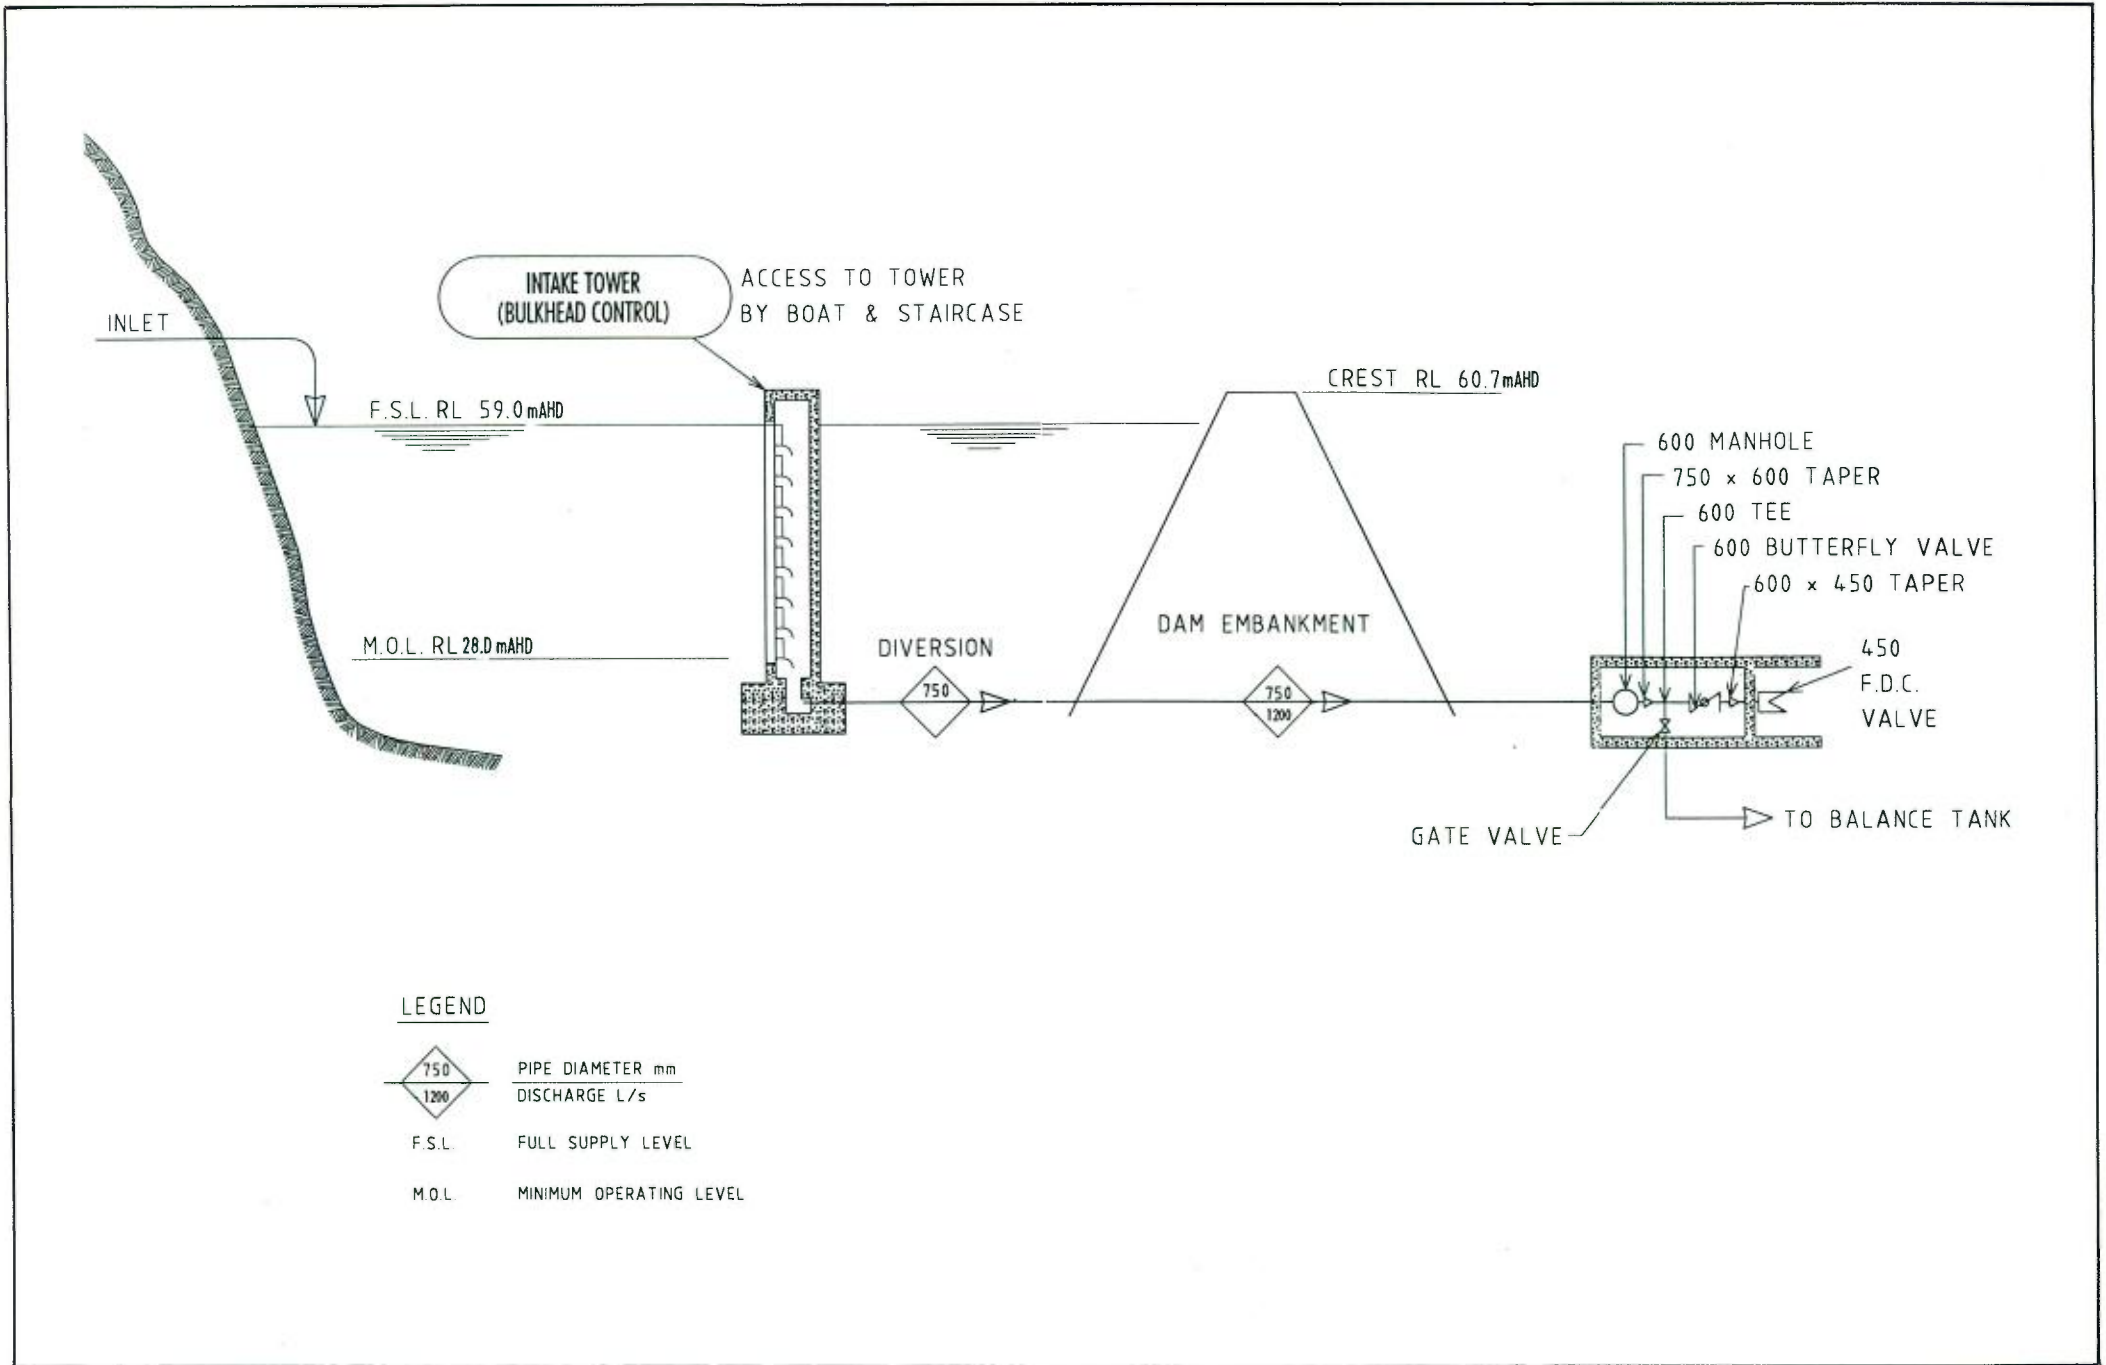 INTAKE TOWER
(BULKHEAD CONTROL)
ACCESS TO TOWER
BY BOAT & STAIRCASE
INLET
F.S.L. RL 59.0 mAHD
CREST RL 60.7mAHD
600 MANHOLE
750 x 600 TAPER
600 TEE
600 BUTTERFLY VALVE
600 x 450 TAPER
M.O.L. RL 28.0 mAHD
DIVERSION
750
DAM EMBANKMENT
750
1200
450
F.D.C.
VALVE
GATE VALVE
TO BALANCE TANK
LEGEND
750
1200
PIPE DIAMETER mm
DISCHARGE L/s
F.S.L. FULL SUPPLY LEVEL
M.O.L. MINIMUM OPERATING LEVEL